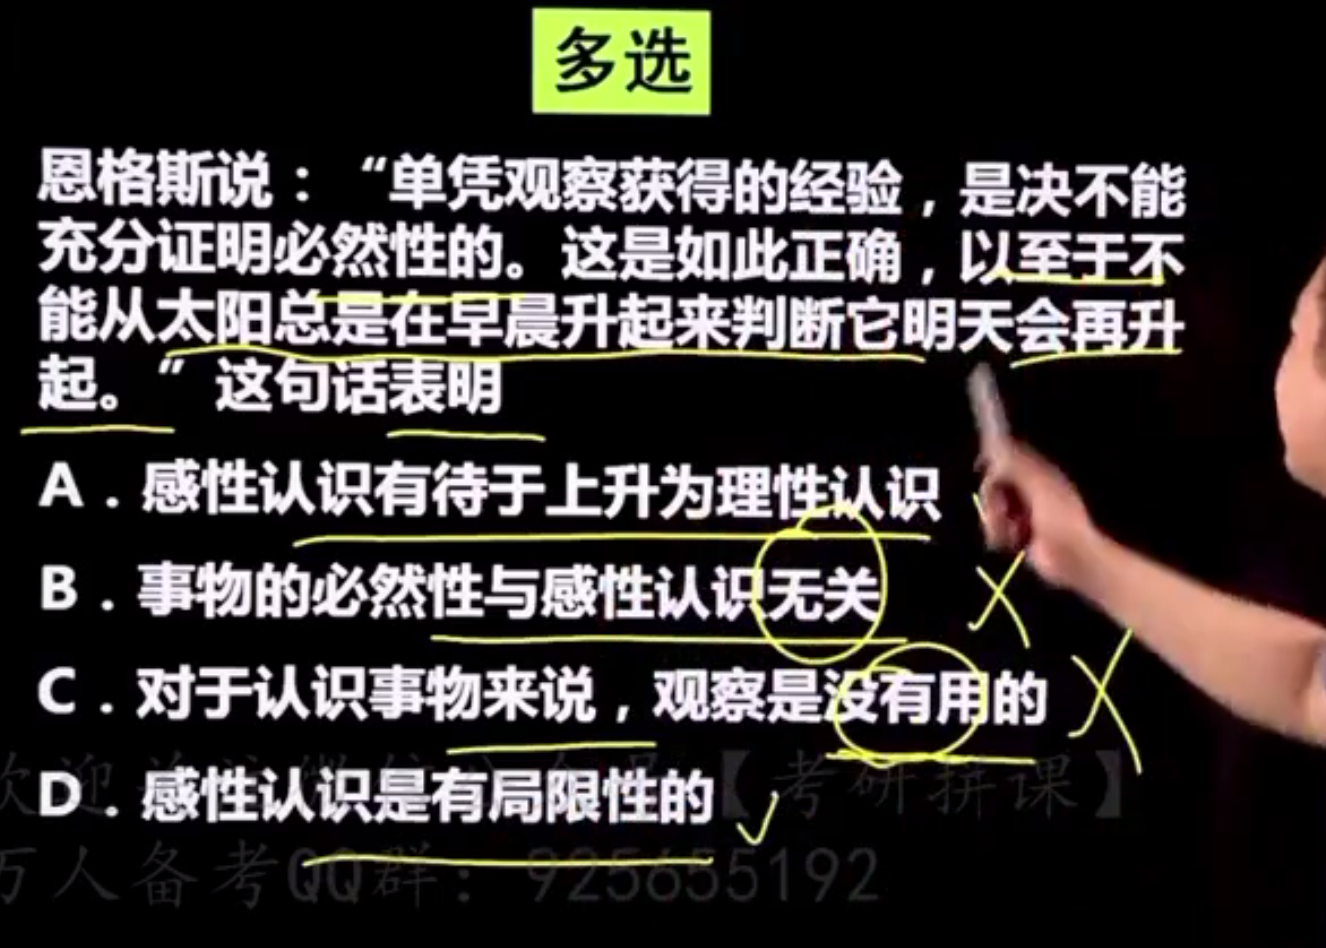 多选
恩格斯说：“单凭观察获得的经验，是决不能
充分证明必然性的。这是如此正确，以至于不
能从太阳总是在早晨升起来判断它明天会再升
起。”这句话表明
A．感性认识有待于上升为理性认识
B．事物的必然性与感性认识无关
C．对于认识事物来说，观察是没有用的
D．感性认识是有局限性的
【考研拼课】
万人备考QQ群：925655192